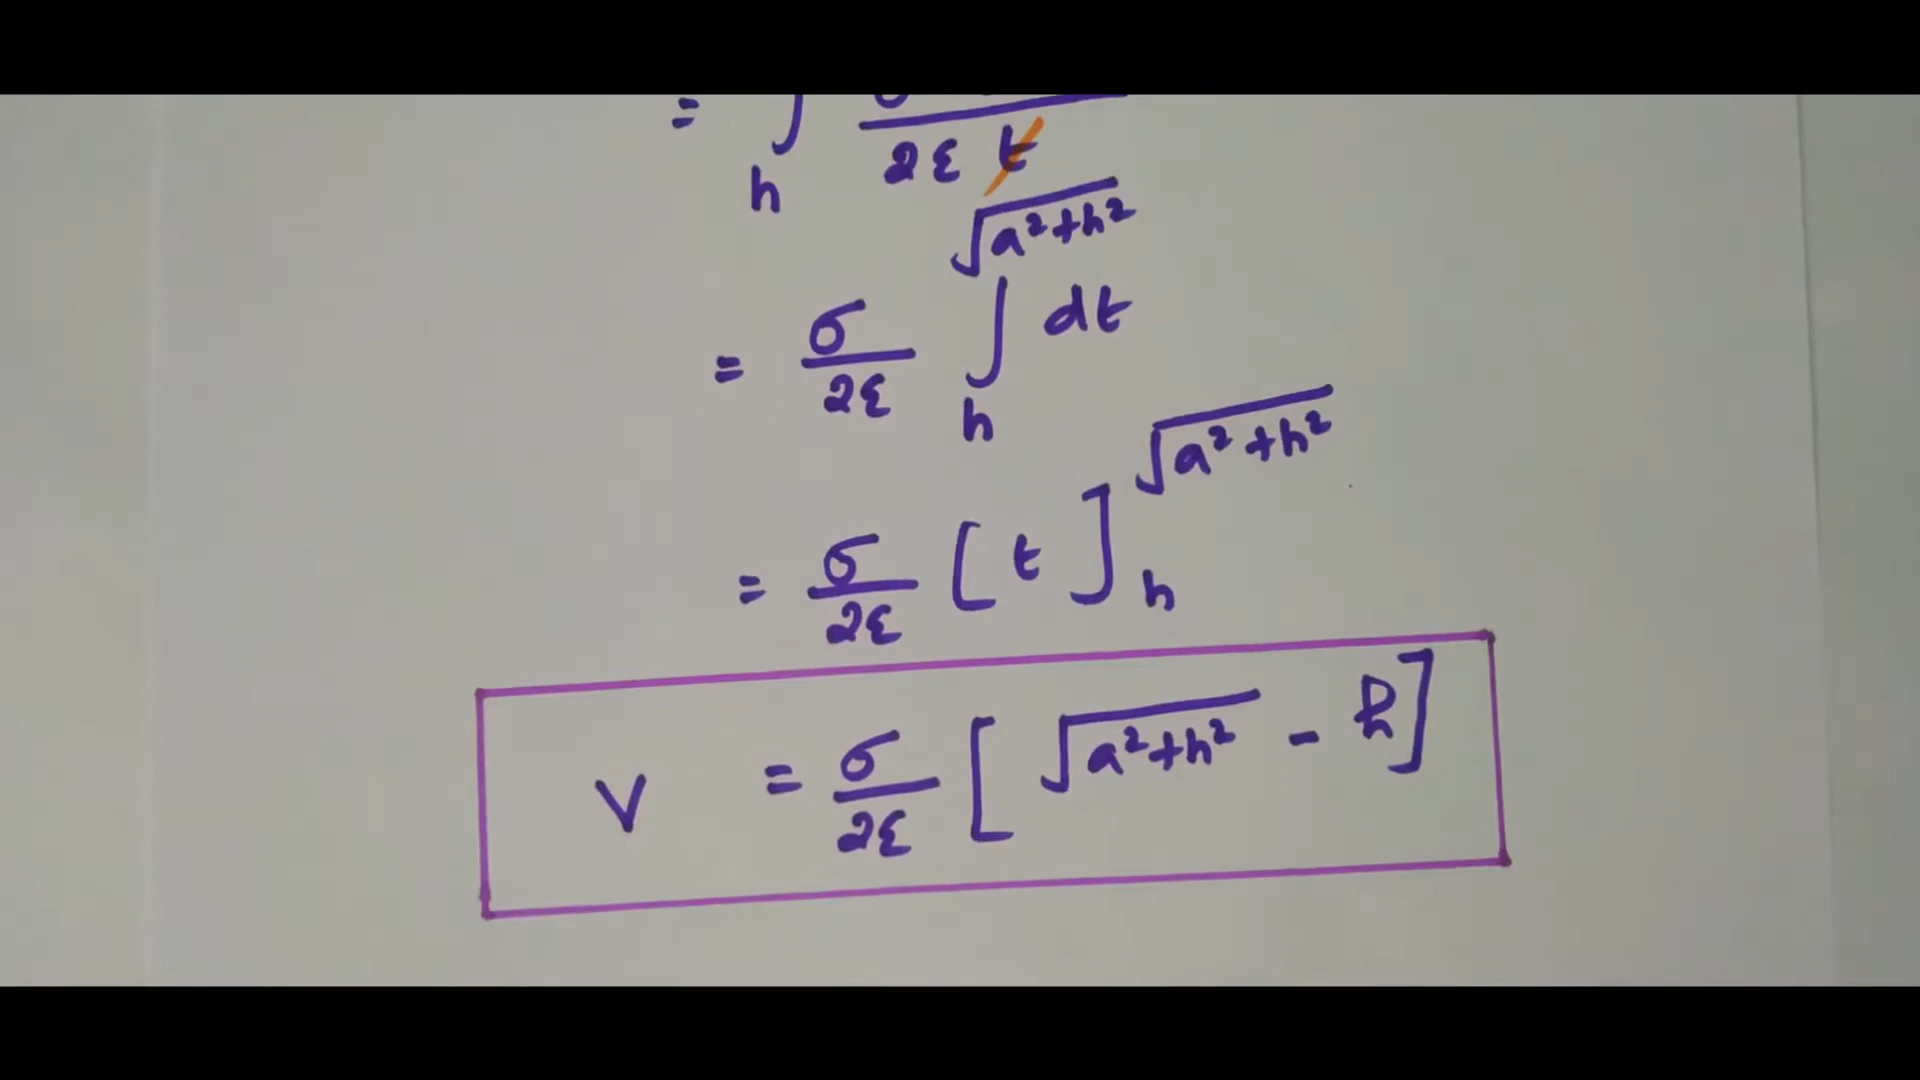 = ∫ₕ / 2ε t
= σ/2ε ∫ₕ^√(a²+h²) dt
= σ/2ε [t]ₕ^√(a²+h²)
V = σ/2ε [√(a²+h²) - h]